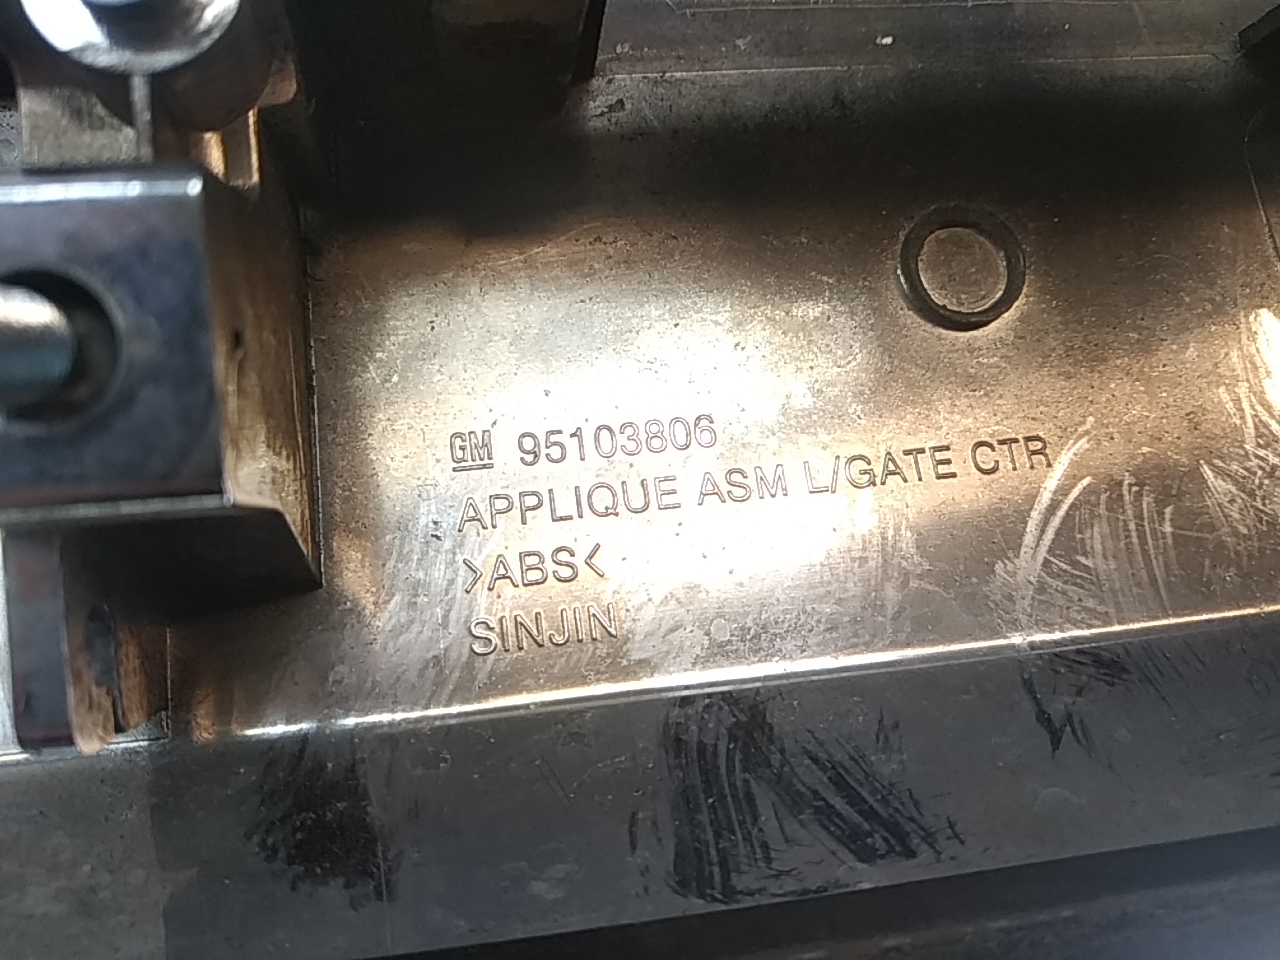 GM 95103806
APPLIQUE ASM L/GATE CTR
>ABS<
SINJIN